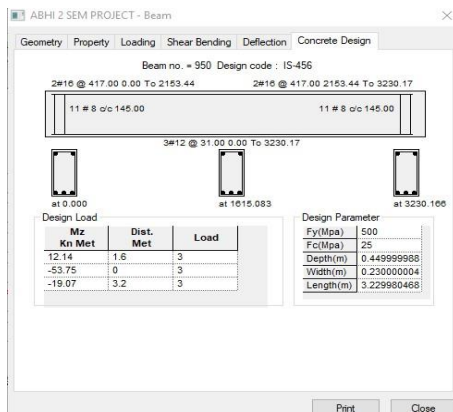 ABHI 2 SEM PROJECT - Beam
Geometry Property Loading Shear Bending Deflection Concrete Design
Beam no. = 950 Design code : IS-456
2#16 @ 417.00 0.00 To 2153.44 2#16 @ 417.00 2153.44 To 3230.17
11 # 8 c/c 145.00 11 # 8 c/c 145.00
3#12 @ 31.00 0.00 To 3230.17
at 0.000 at 1615.083 at 3230.166
Design Load
Mz Dist. Load
Kn Met Met
12.14 1.6 3
-53.75 0 3
-19.07 3.2 3
Design Parameter
Fy(Mpa) 500
Fc(Mpa) 25
Depth(m) 0.449999988
Width(m) 0.230000004
Length(m) 3.229980468
Print Close